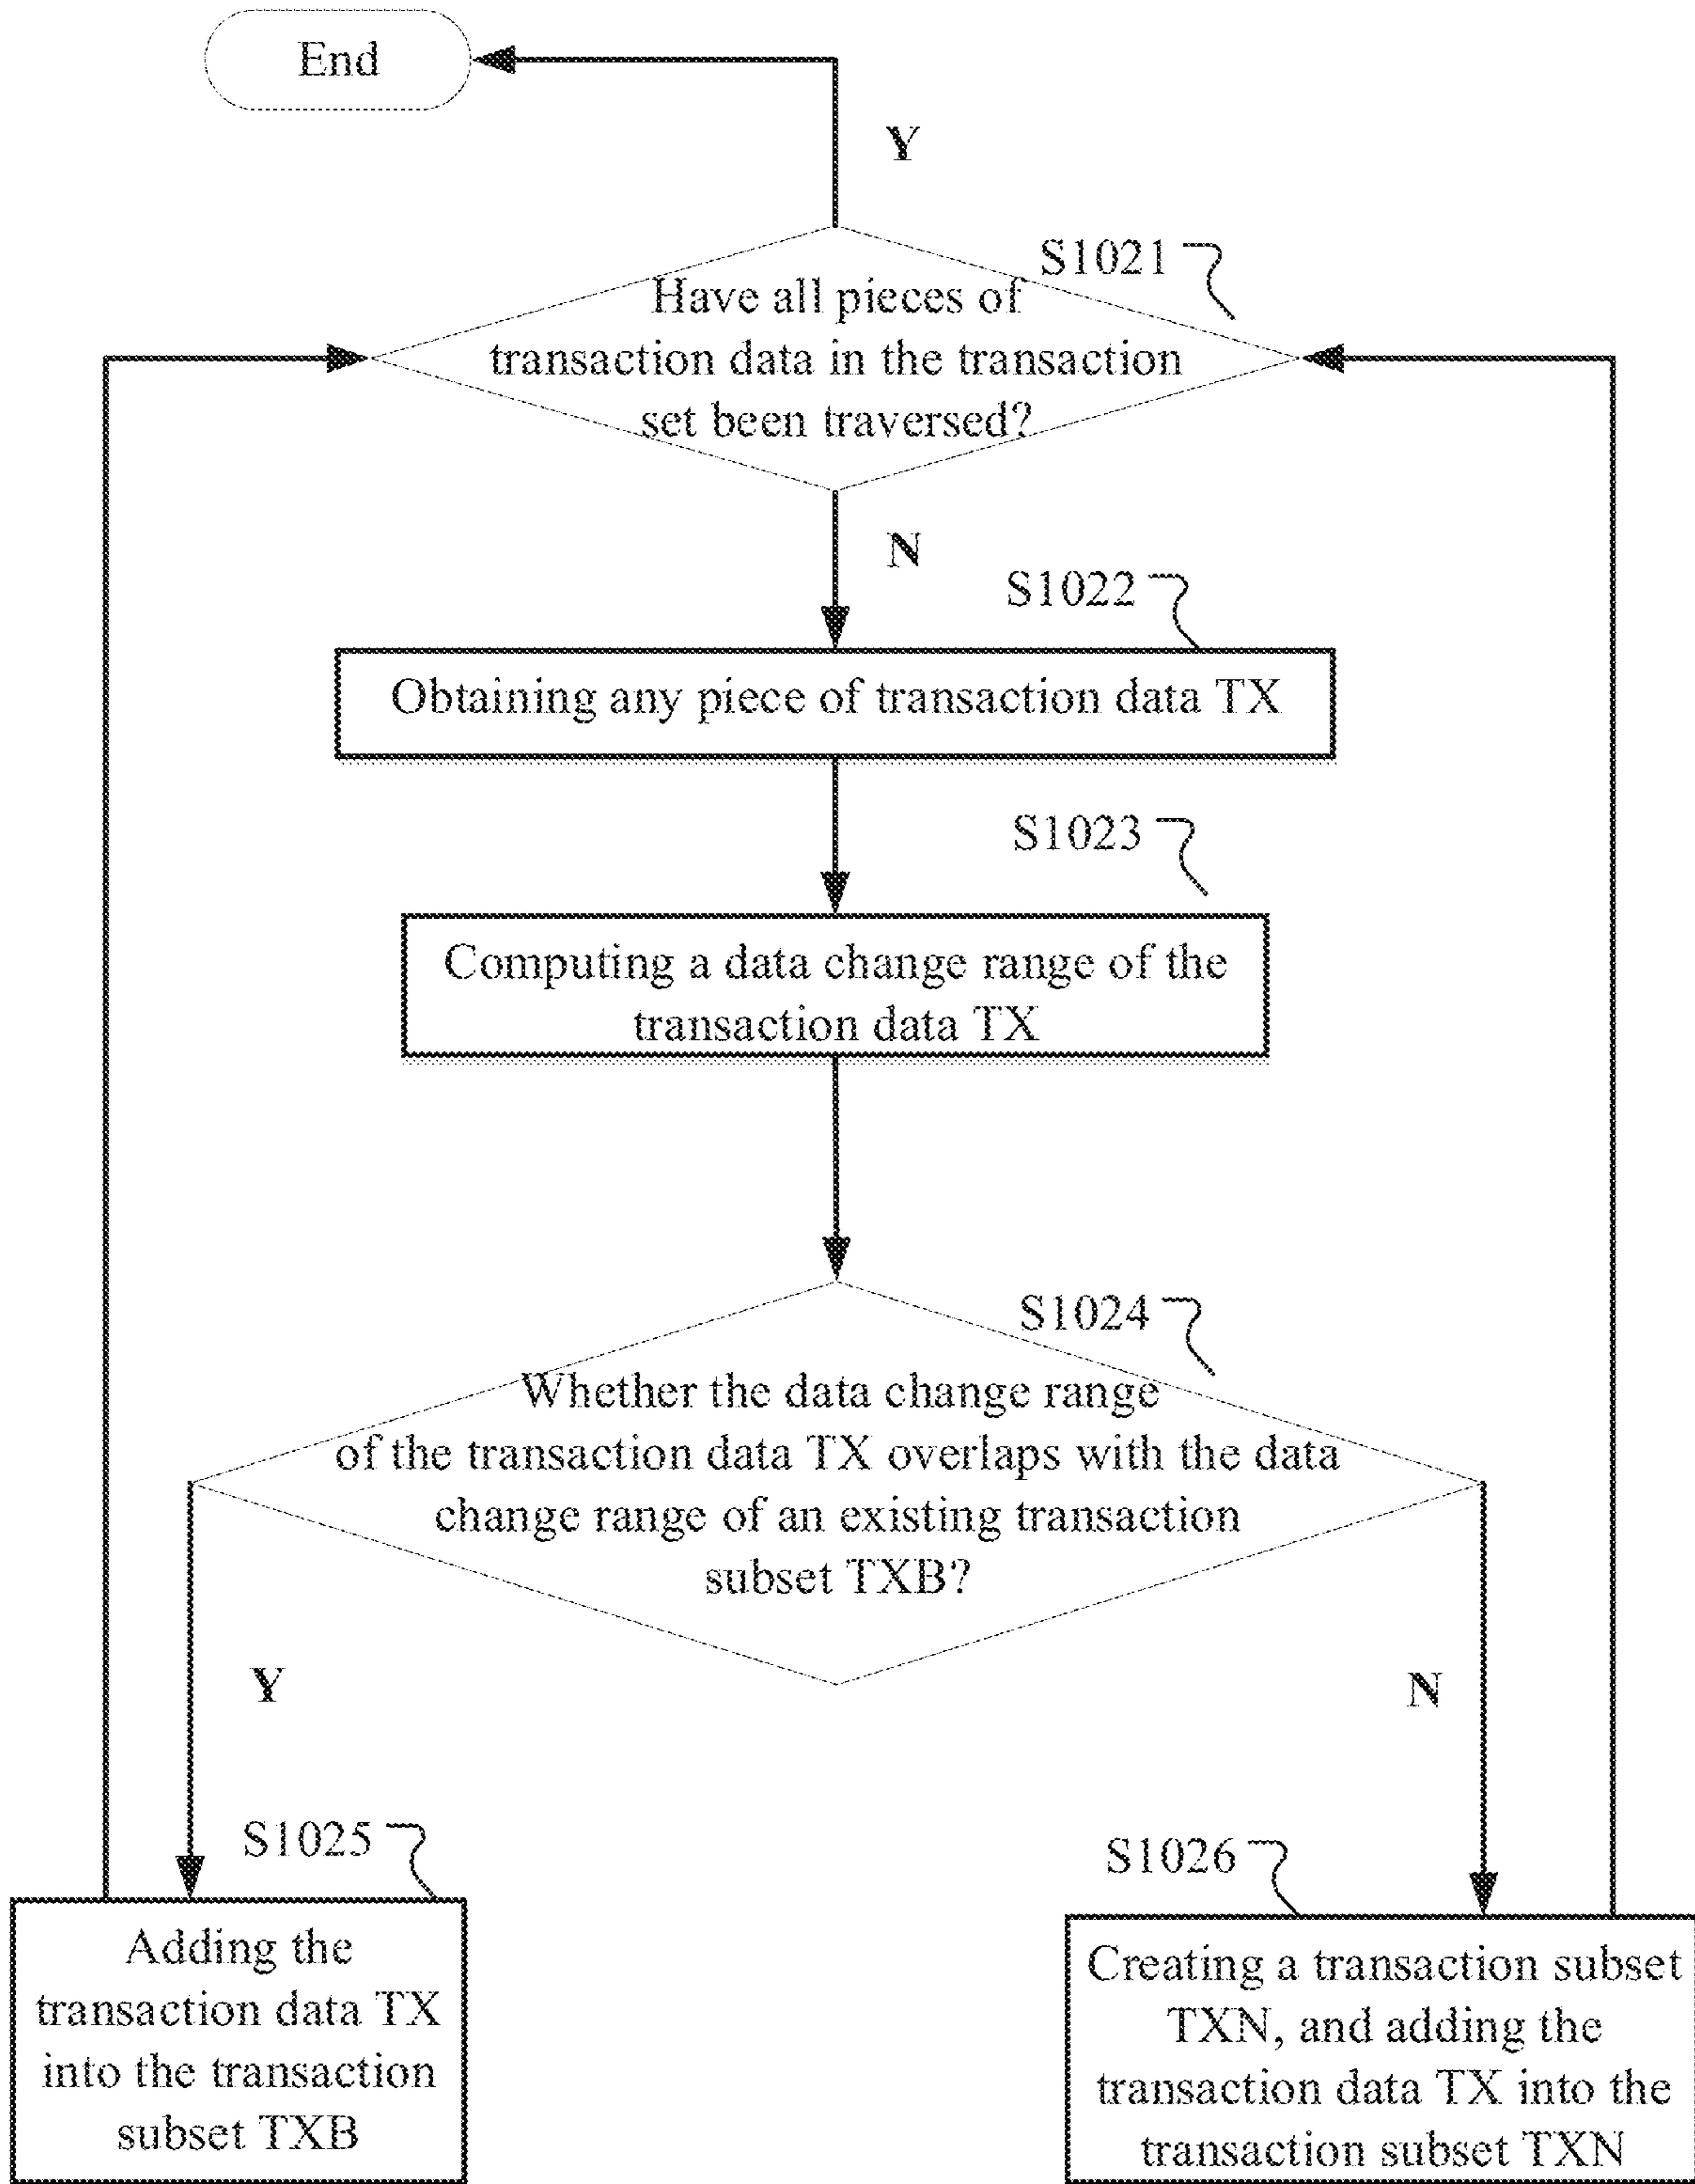 End
Y
S1021
Have all pieces of
transaction data in the transaction
set been traversed?
N
S1022
Obtaining any piece of transaction data TX
S1023
Computing a data change range of the
transaction data TX
S1024
Whether the data change range
of the transaction data TX overlaps with the data
change range of an existing transaction
subset TXB?
Y
N
S1025
S1026
Adding the
transaction data TX
into the transaction
subset TXB
Creating a transaction subset
TXN, and adding the
transaction data TX into the
transaction subset TXN